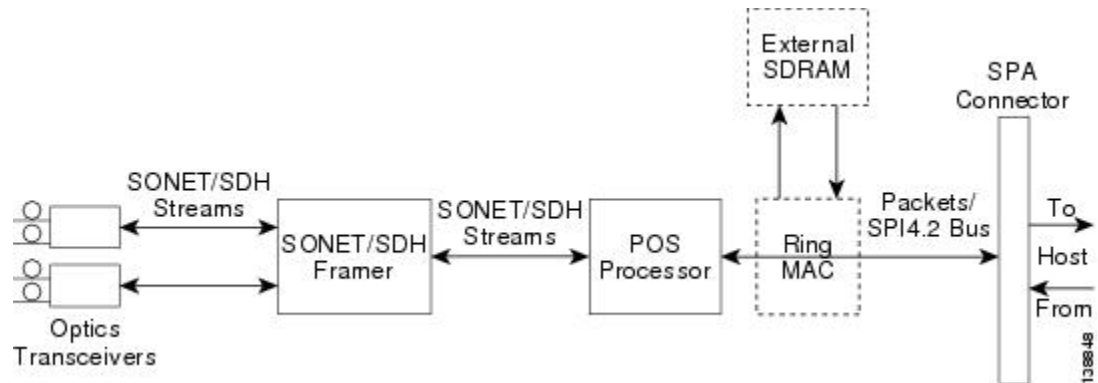 External
SDRAM
SPA
Connector
SONET/SDH
Streams
SONET/SDH
Framer
SONET/SDH
Streams
POS
Processor
Ring
MAC
Packets/
SPI4.2 Bus
To
Host
From
Optics
Transceivers
138848